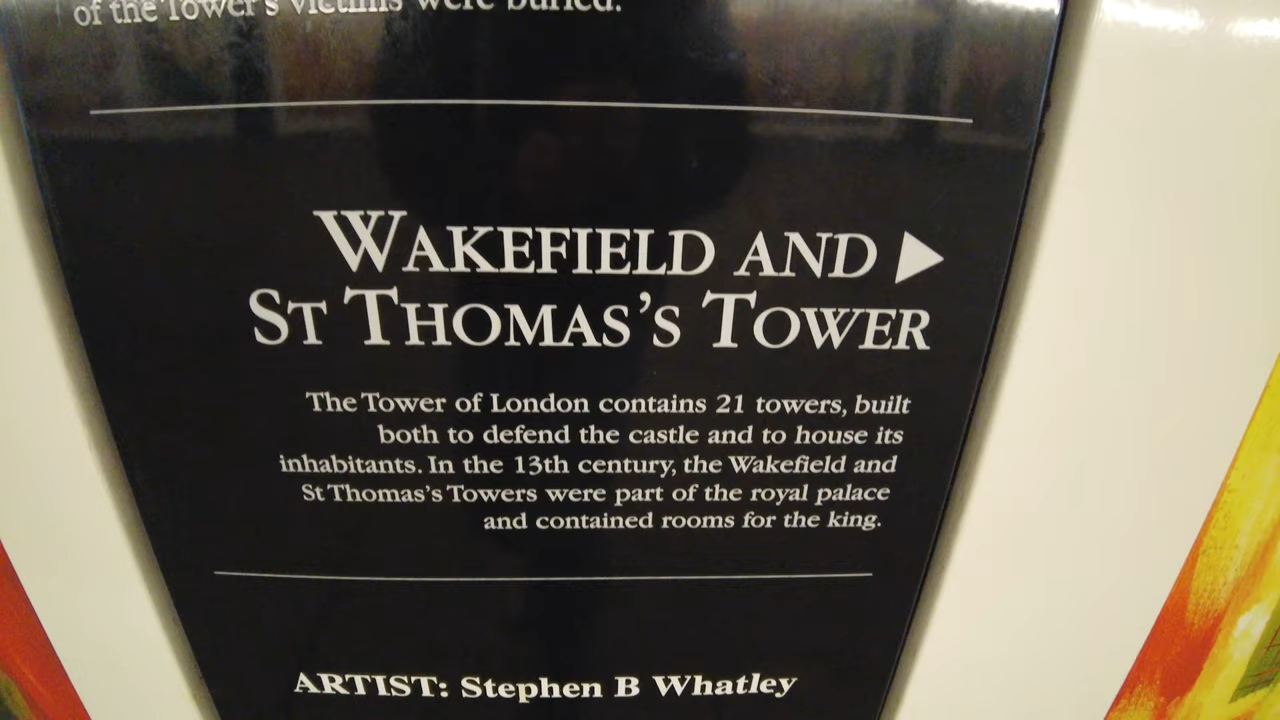 of the Tower's victims were buried.
WAKEFIELD AND ▶
ST THOMAS'S TOWER
The Tower of London contains 21 towers, built
both to defend the castle and to house its
inhabitants. In the 13th century, the Wakefield and
St Thomas's Towers were part of the royal palace
and contained rooms for the king.
ARTIST: Stephen B Whatley